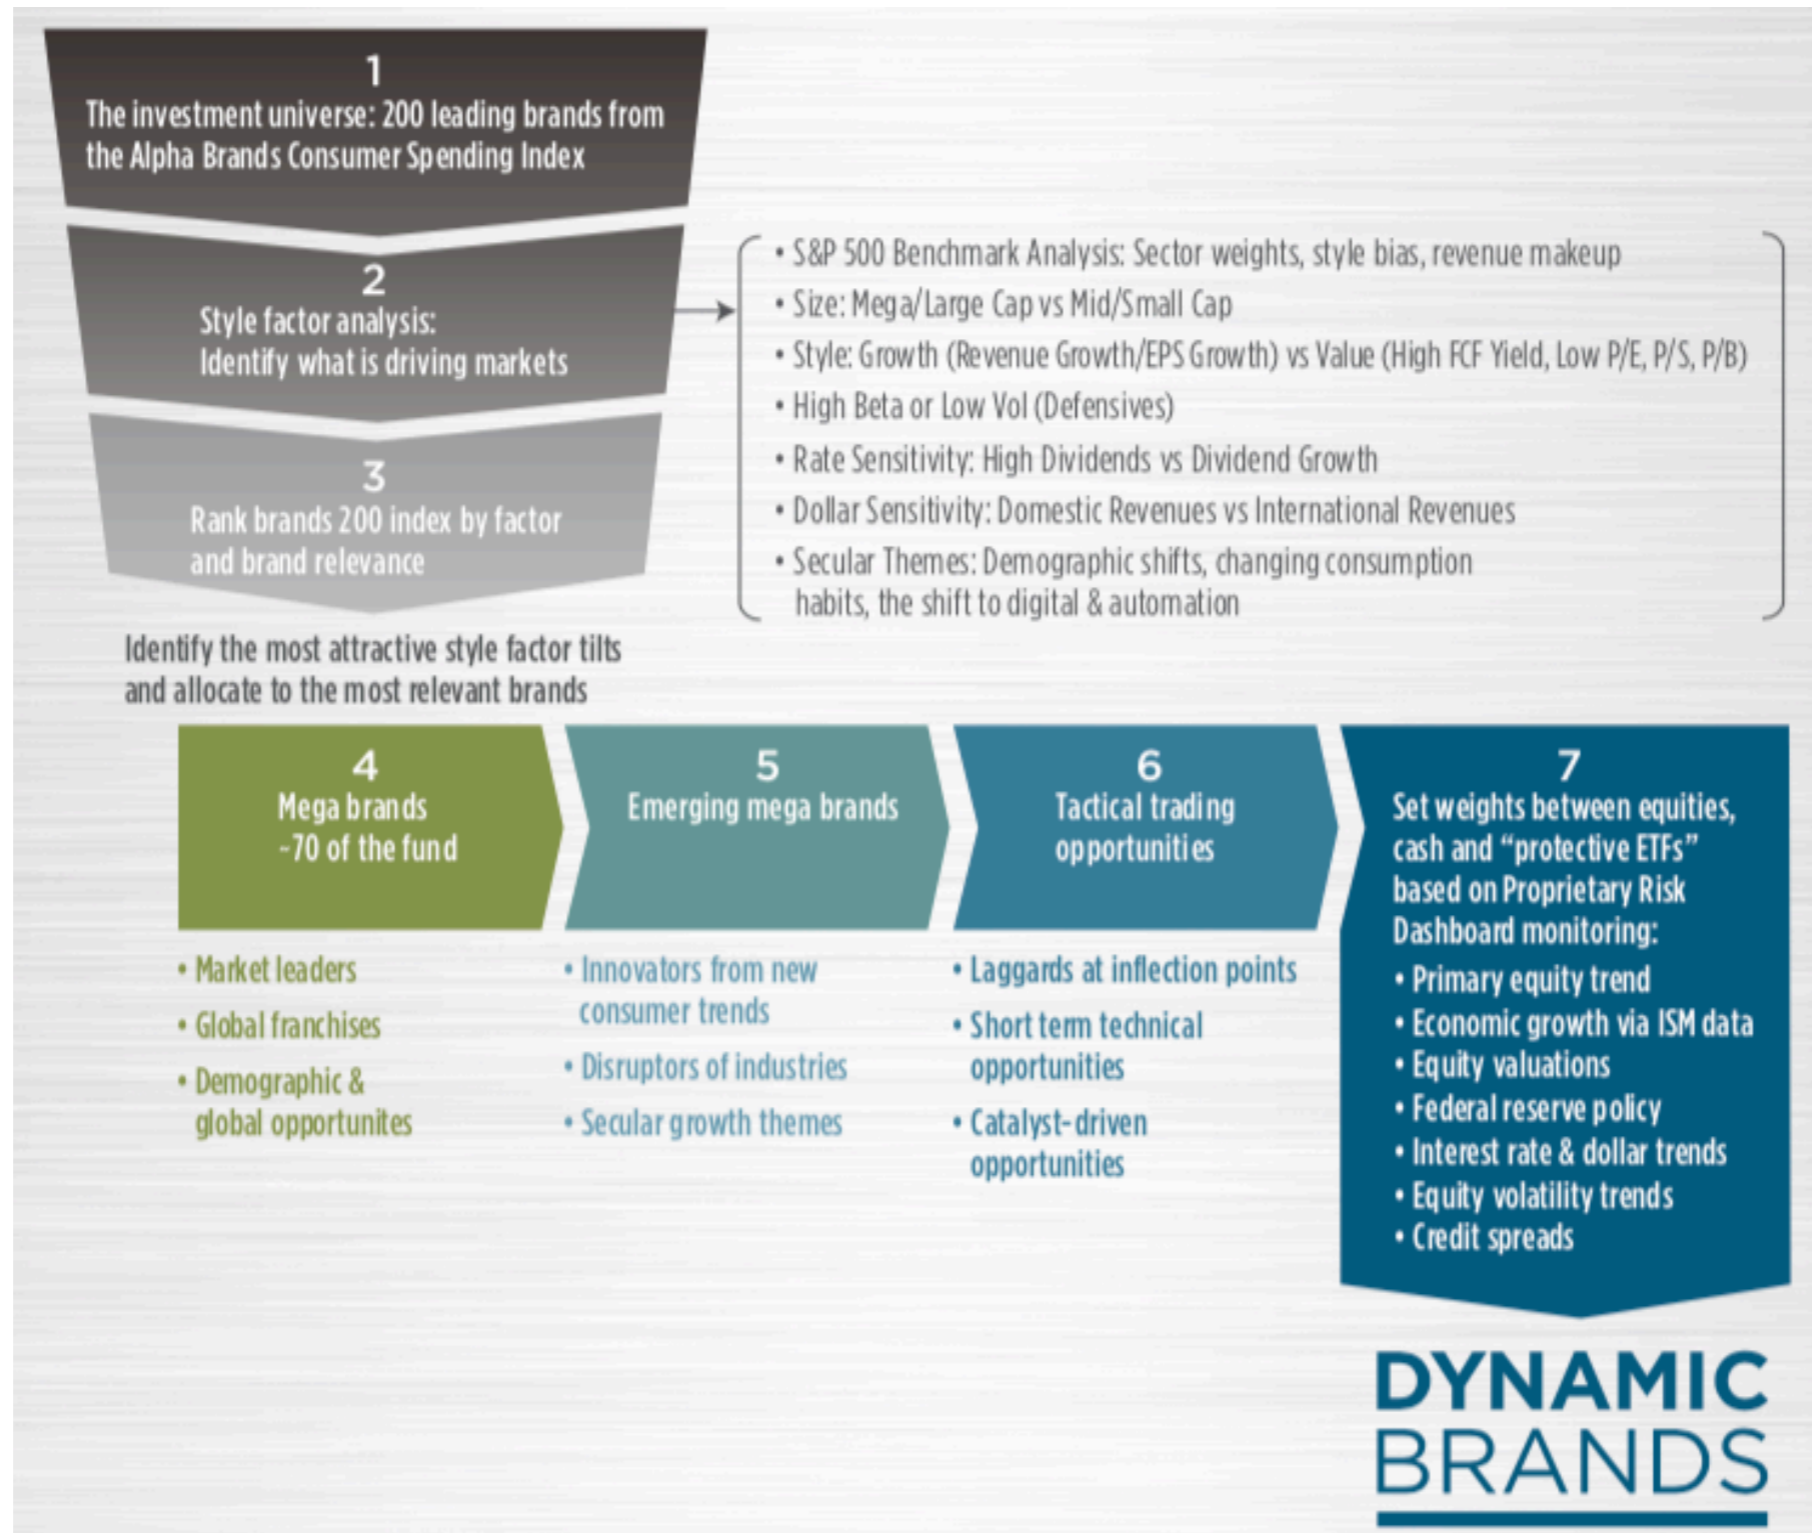 1
The investment universe: 200 leading brands from
the Alpha Brands Consumer Spending Index
2
Style factor analysis:
Identify what is driving markets
• S&P 500 Benchmark Analysis: Sector weights, style bias, revenue makeup
• Size: Mega/Large Cap vs Mid/Small Cap
• Style: Growth (Revenue Growth/EPS Growth) vs Value (High FCF Yield, Low P/E, P/S, P/B)
• High Beta or Low Vol (Defensives)
• Rate Sensitivity: High Dividends vs Dividend Growth
• Dollar Sensitivity: Domestic Revenues vs International Revenues
• Secular Themes: Demographic shifts, changing consumption
habits, the shift to digital & automation
3
Rank brands 200 index by factor
and brand relevance
Identify the most attractive style factor tilts
and allocate to the most relevant brands
4
Mega brands
~70 of the fund
• Market leaders
• Global franchises
• Demographic &
global opportunites
5
Emerging mega brands
• Innovators from new
consumer trends
• Disruptors of industries
• Secular growth themes
6
Tactical trading
opportunities
• Laggards at inflection points
• Short term technical
opportunities
• Catalyst-driven
opportunities
7
Set weights between equities,
cash and “protective ETFs”
based on Proprietary Risk
Dashboard monitoring:
• Primary equity trend
• Economic growth via ISM data
• Equity valuations
• Federal reserve policy
• Interest rate & dollar trends
• Equity volatility trends
• Credit spreads
DYNAMIC
BRANDS